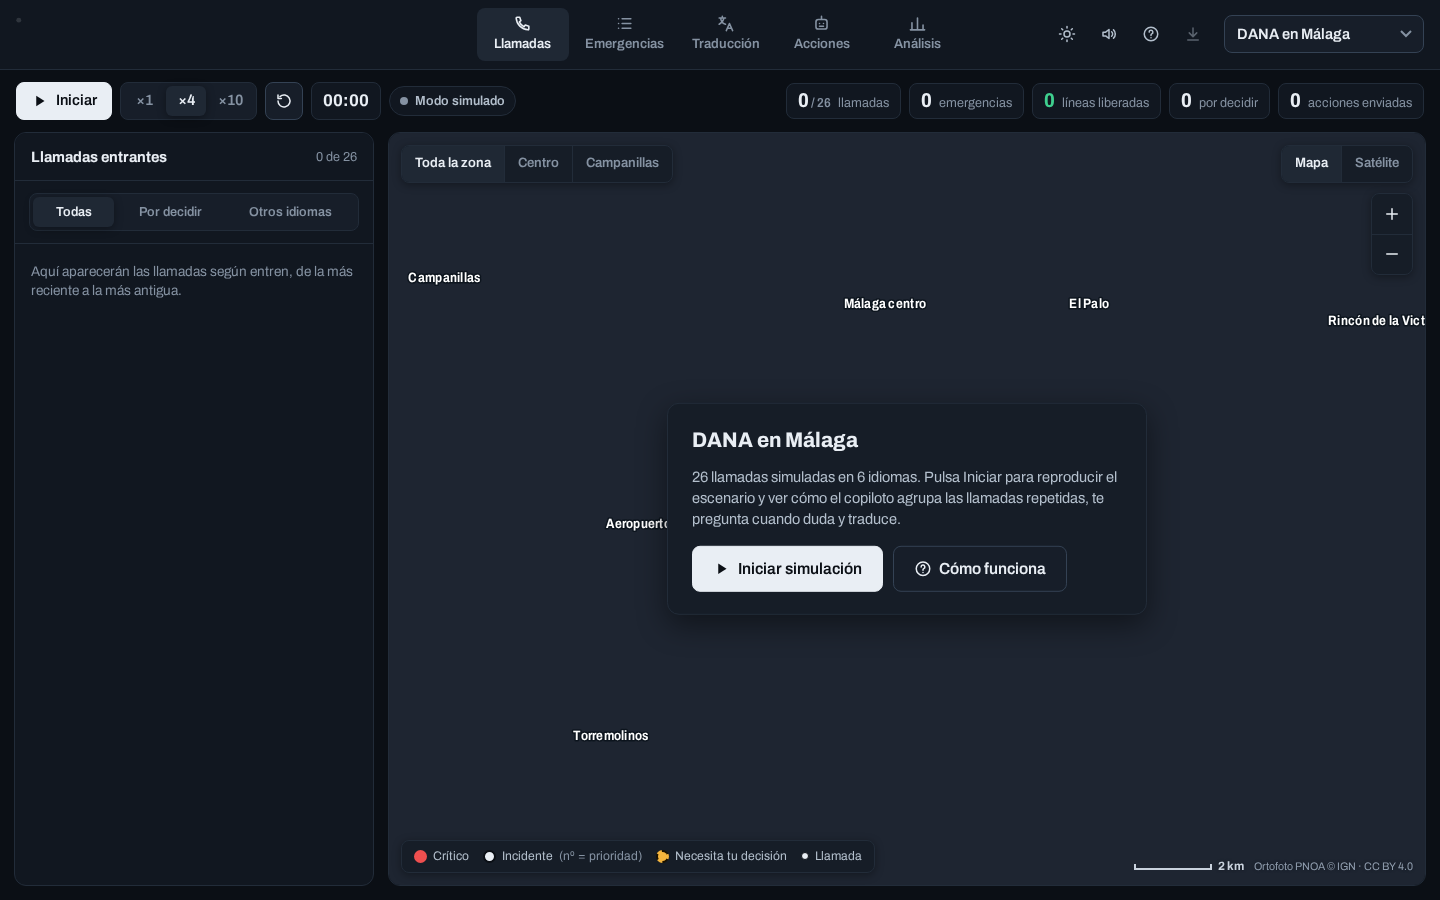 Llamadas
Emergencias
Traducción
Acciones
Análisis
DANA en Málaga
Iniciar
×1
×4
×10
00:00
Modo simulado
0 / 26 llamadas
0 emergencias
0 líneas liberadas
0 por decidir
0 acciones enviadas
Llamadas entrantes
0 de 26
Todas
Por decidir
Otros idiomas
Aquí aparecerán las llamadas según entren, de la más
reciente a la más antigua.
Toda la zona
Centro
Campanillas
Mapa
Satélite
+
−
Campanillas
Málaga centro
El Palo
Rincón de la Vict
Aeropuerto
DANA en Málaga
26 llamadas simuladas en 6 idiomas. Pulsa Iniciar para reproducir el
escenario y ver cómo el copiloto agrupa las llamadas repetidas, te
pregunta cuando duda y traduce.
Iniciar simulación
Cómo funciona
Torremolinos
Crítico
Incidente (nº = prioridad)
Necesita tu decisión
Llamada
2 km
Ortofoto PNOA © IGN · CC BY 4.0